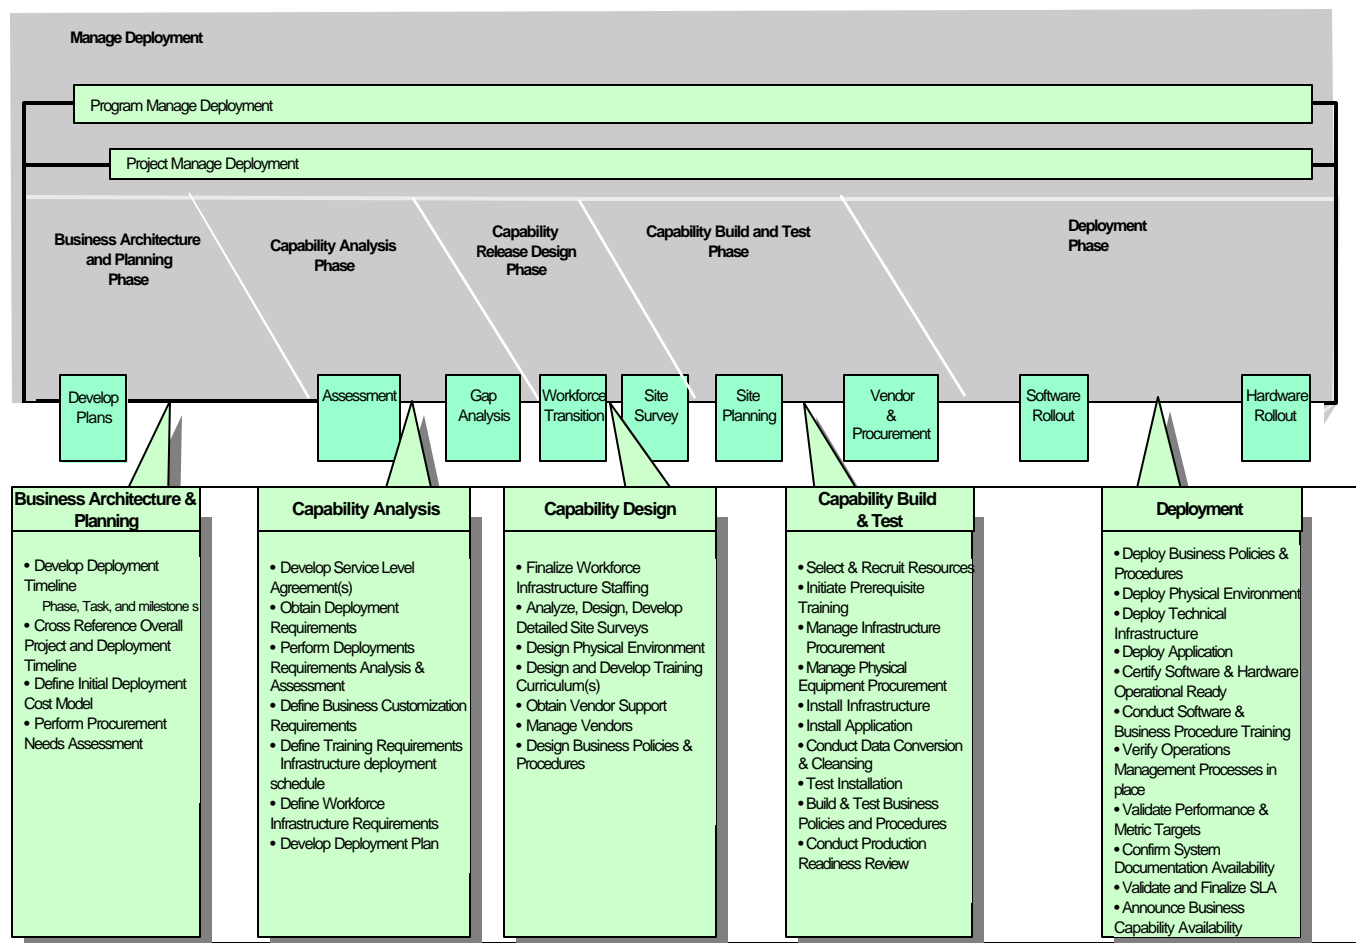 Manage Deployment
Program Manage Deployment
Project Manage Deployment
Business Architecture
and Planning
Phase
Capability Analysis
Phase
Capability
Release Design
Phase
Capability Build and Test
Phase
Deployment
Phase
Develop
Plans
Assessment
Gap
Analysis
Workforce
Transition
Site
Survey
Site
Planning
Vendor
&
Procurement
Software
Rollout
Hardware
Rollout
Business Architecture &
Planning
• Develop Deployment
Timeline
Phase, Task, and milestone s
• Cross Reference Overall
Project and Deployment
Timeline
• Define Initial Deployment
Cost Model
• Perform Procurement
Needs Assessment
Capability Analysis
• Develop Service Level
Agreement(s)
• Obtain Deployment
Requirements
• Perform Deployments
Requirements Analysis &
Assessment
• Define Business Customization
Requirements
• Define Training Requirements
Infrastructure deployment
schedule
• Define Workforce
Infrastructure Requirements
• Develop Deployment Plan
Capability Design
• Finalize Workforce
Infrastructure Staffing
• Analyze, Design, Develop
Detailed Site Surveys
• Design Physical Environment
• Design and Develop Training
Curriculum(s)
• Obtain Vendor Support
• Manage Vendors
• Design Business Policies &
Procedures
Capability Build
& Test
• Select & Recruit Resources
• Initiate Prerequisite
Training
• Manage Infrastructure
Procurement
• Manage Physical
Equipment Procurement
• Install Infrastructure
• Install Application
• Conduct Data Conversion
& Cleansing
• Test Installation
• Build & Test Business
Policies and Procedures
• Conduct Production
Readiness Review
Deployment
• Deploy Business Policies &
Procedures
• Deploy Physical Environment
• Deploy Technical
Infrastructure
• Deploy Application
• Certify Software & Hardware
Operational Ready
• Conduct Software &
Business Procedure Training
• Verify Operations
Management Processes in
place
• Validate Performance &
Metric Targets
• Confirm System
Documentation Availability
• Validate and Finalize SLA
• Announce Business
Capability Availability